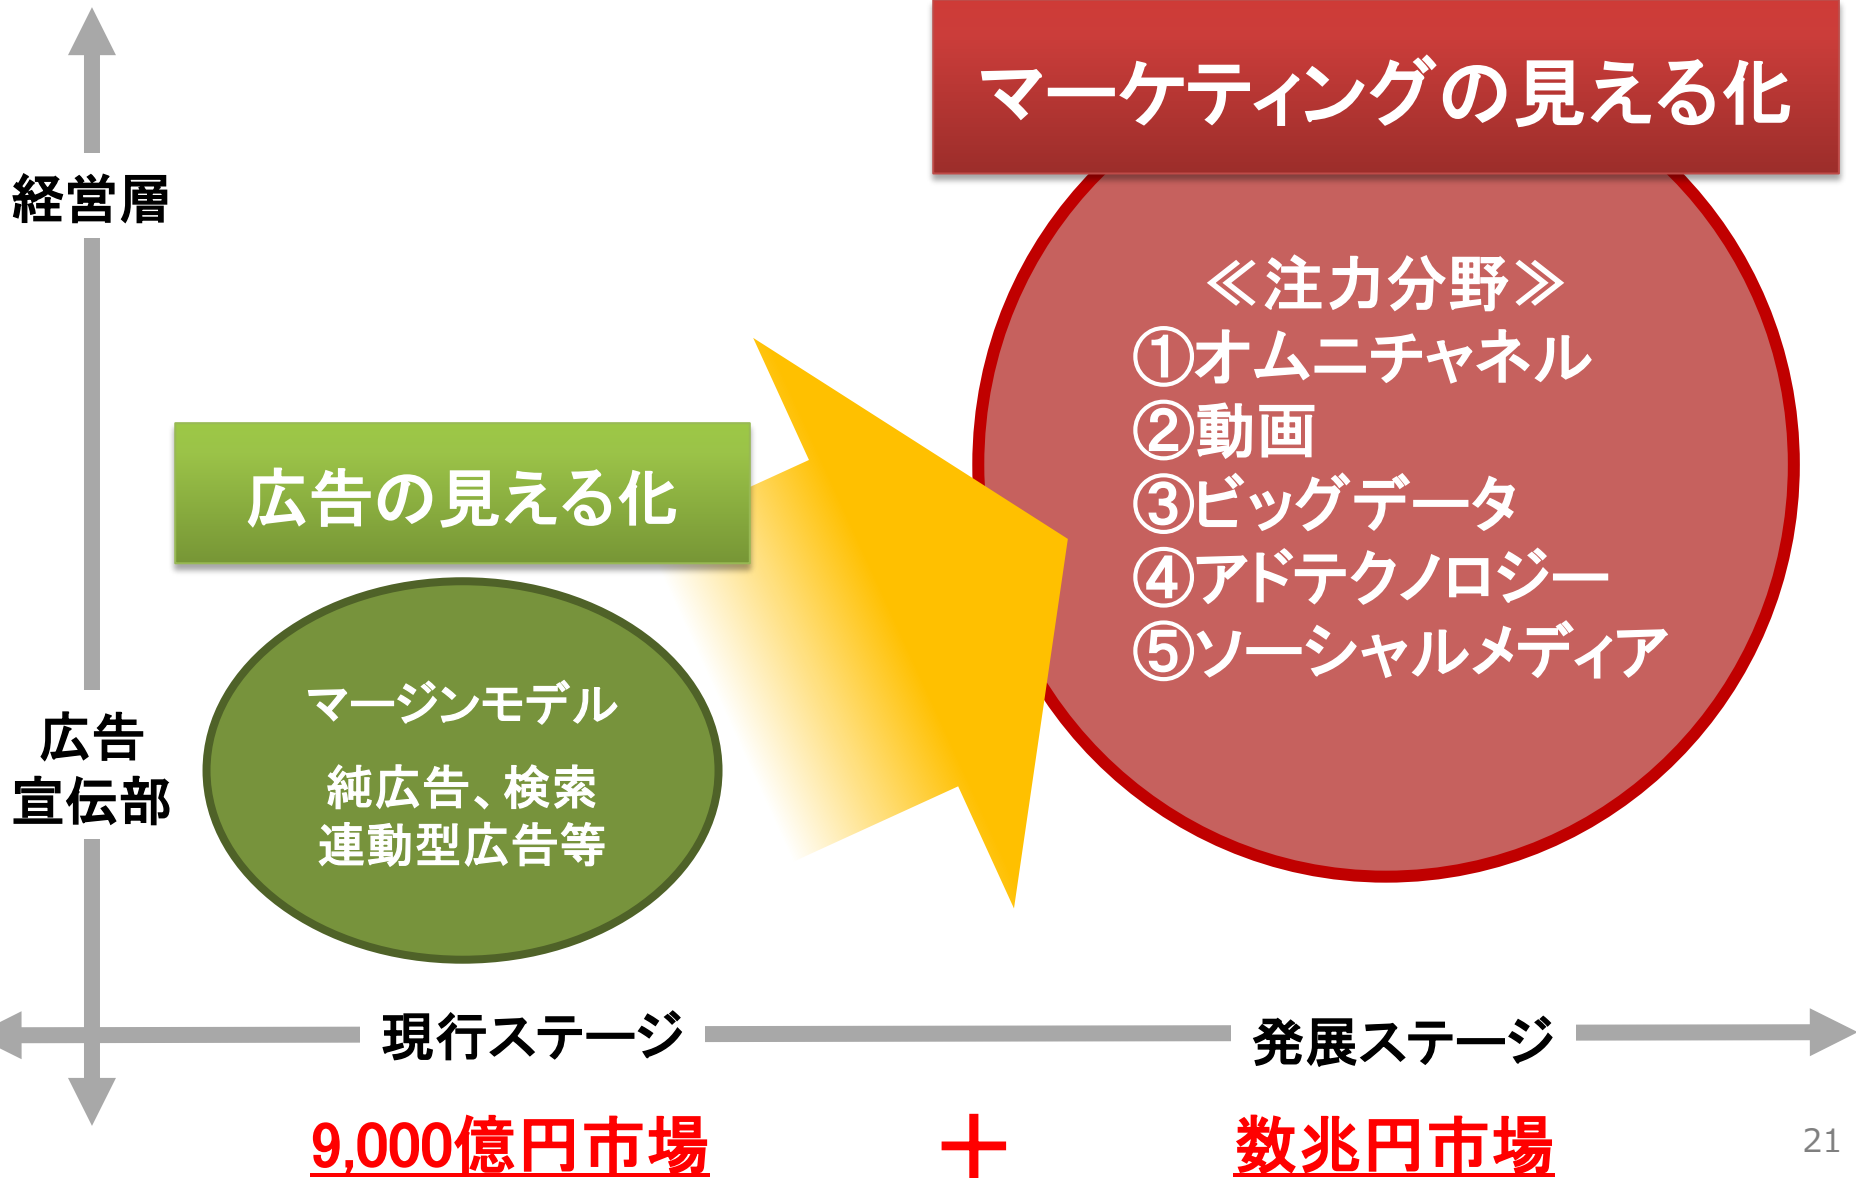 マーケティングの見える化
経営層
≪注力分野≫
①オムニチャネル
②動画
③ビッグデータ
④アドテクノロジー
⑤ソーシャルメディア
広告の見える化
マージンモデル
純広告、検索
連動型広告等
広告
宣伝部
現行ステージ
発展ステージ
9,000億円市場
＋
数兆円市場
21